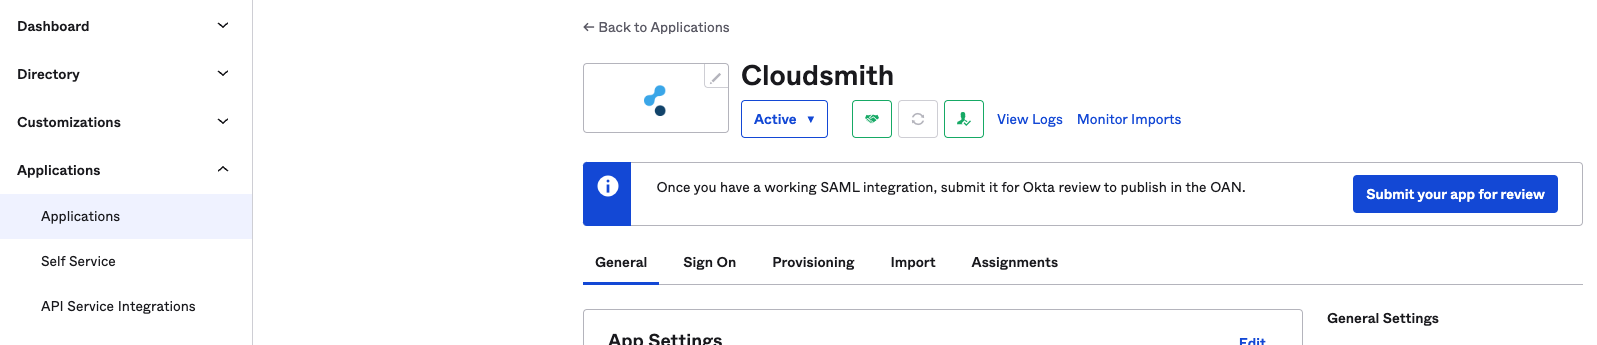 Dashboard
Directory
Customizations
Applications
Applications
Self Service
API Service Integrations
← Back to Applications
Cloudsmith
Active ▼
View Logs Monitor Imports
Once you have a working SAML integration, submit it for Okta review to publish in the OAN.
Submit your app for review
General Sign On Provisioning Import Assignments
App Settings Edit
General Settings